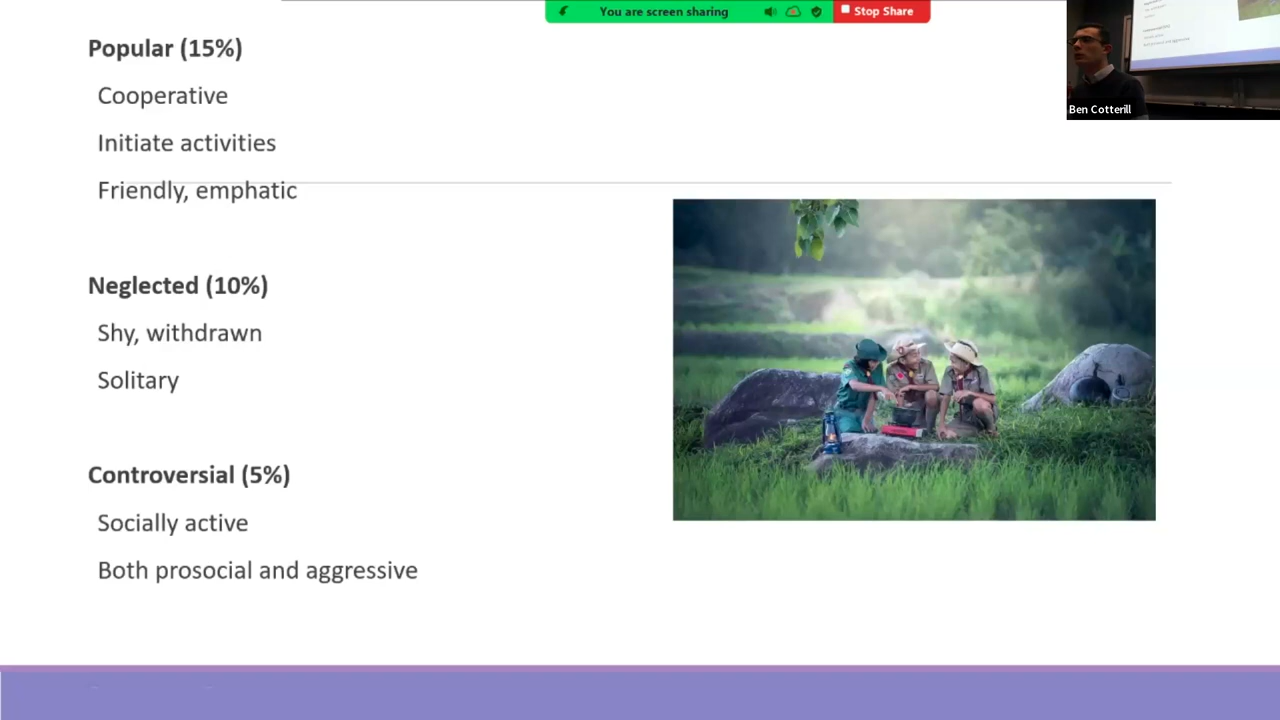 You are screen sharing
Stop Share
Popular (15%)
Cooperative
Initiate activities
Friendly, emphatic
Neglected (10%)
Shy, withdrawn
Solitary
Controversial (5%)
Socially active
Both prosocial and aggressive
Ben Cotterill